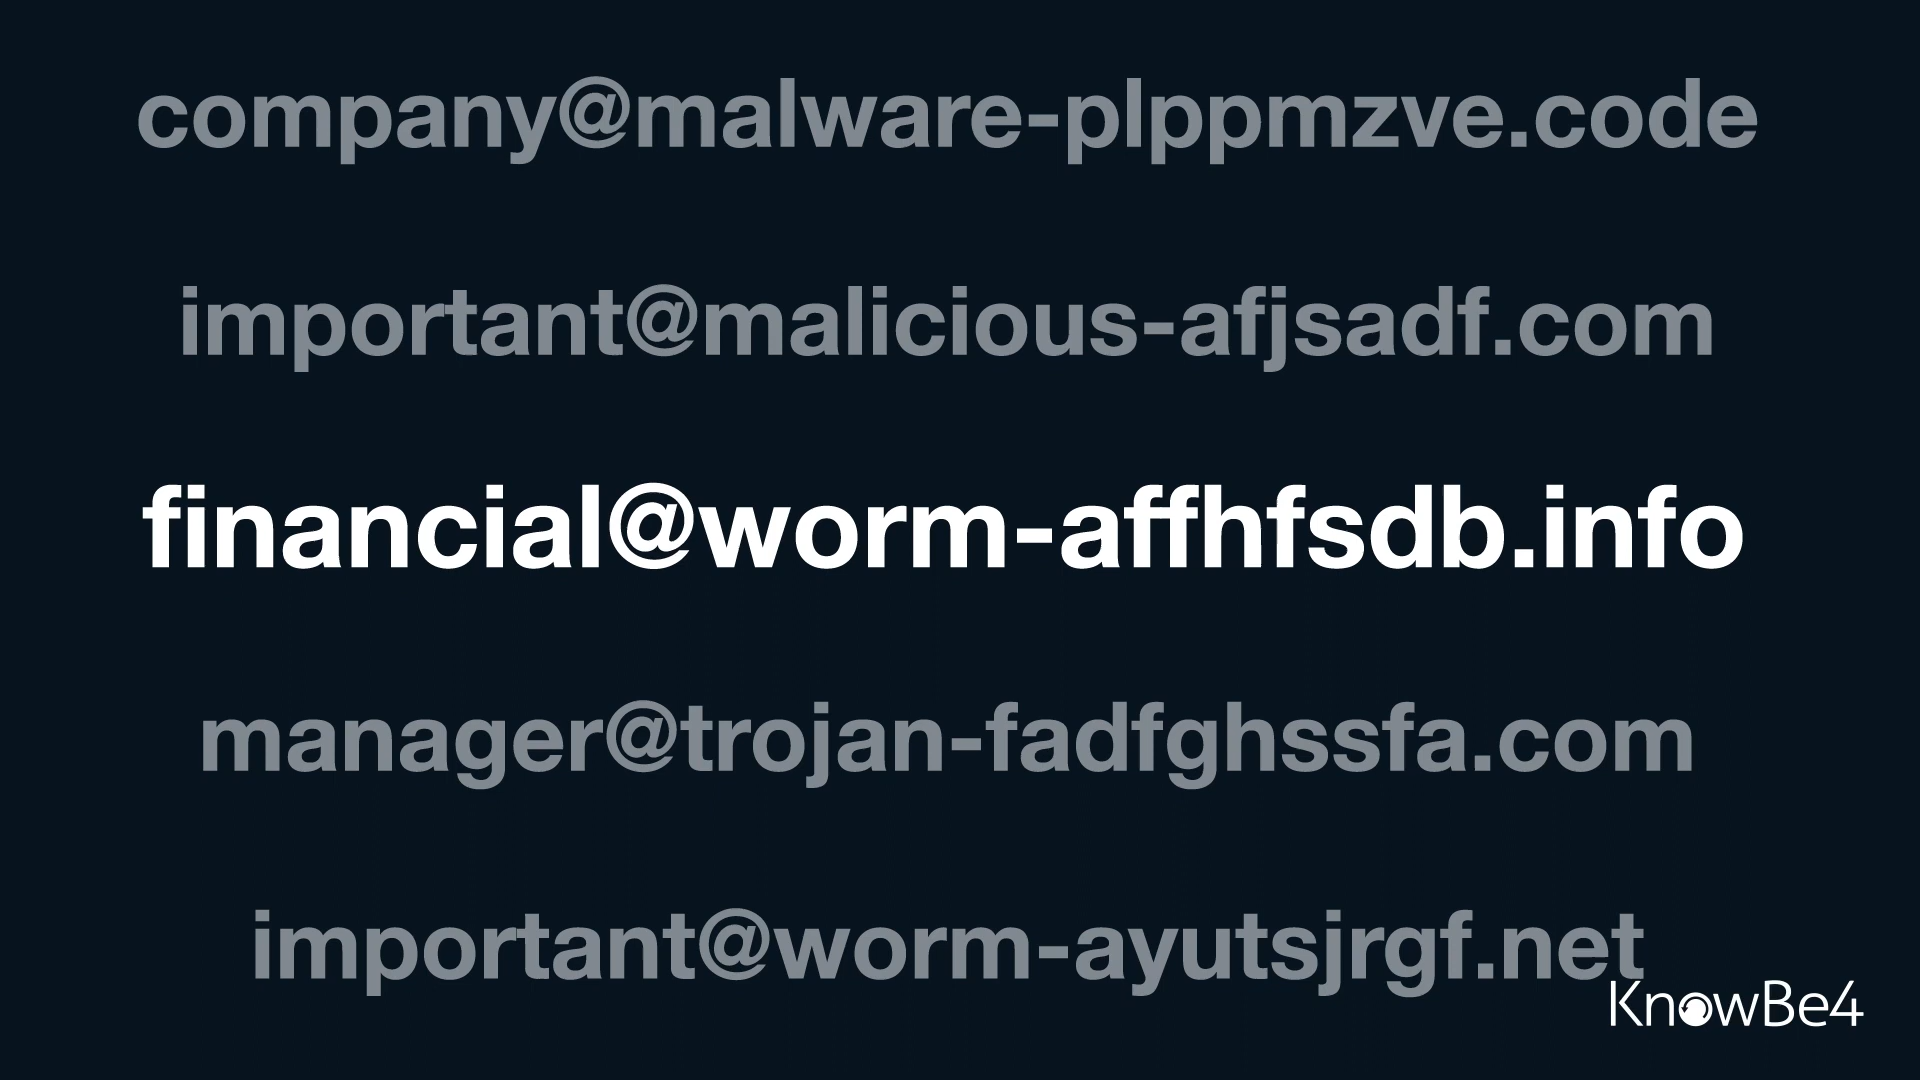 company@malware-plppmzve.code
important@malicious-afjsadf.com
financial@worm-affhfsdb.info
manager@trojan-fadfghssfa.com
important@worm-ayutsjrgf.net
KnowBe4